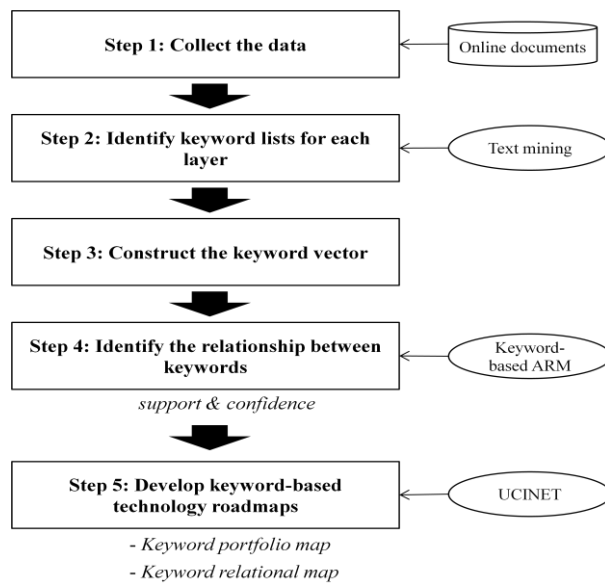 Step 1: Collect the data
Online documents
Step 2: Identify keyword lists for each
layer
Text mining
Step 3: Construct the keyword vector
Step 4: Identify the relationship between
keywords
Keyword-
based ARM
support & confidence
Step 5: Develop keyword-based
technology roadmaps
UCINET
- Keyword portfolio map
- Keyword relational map